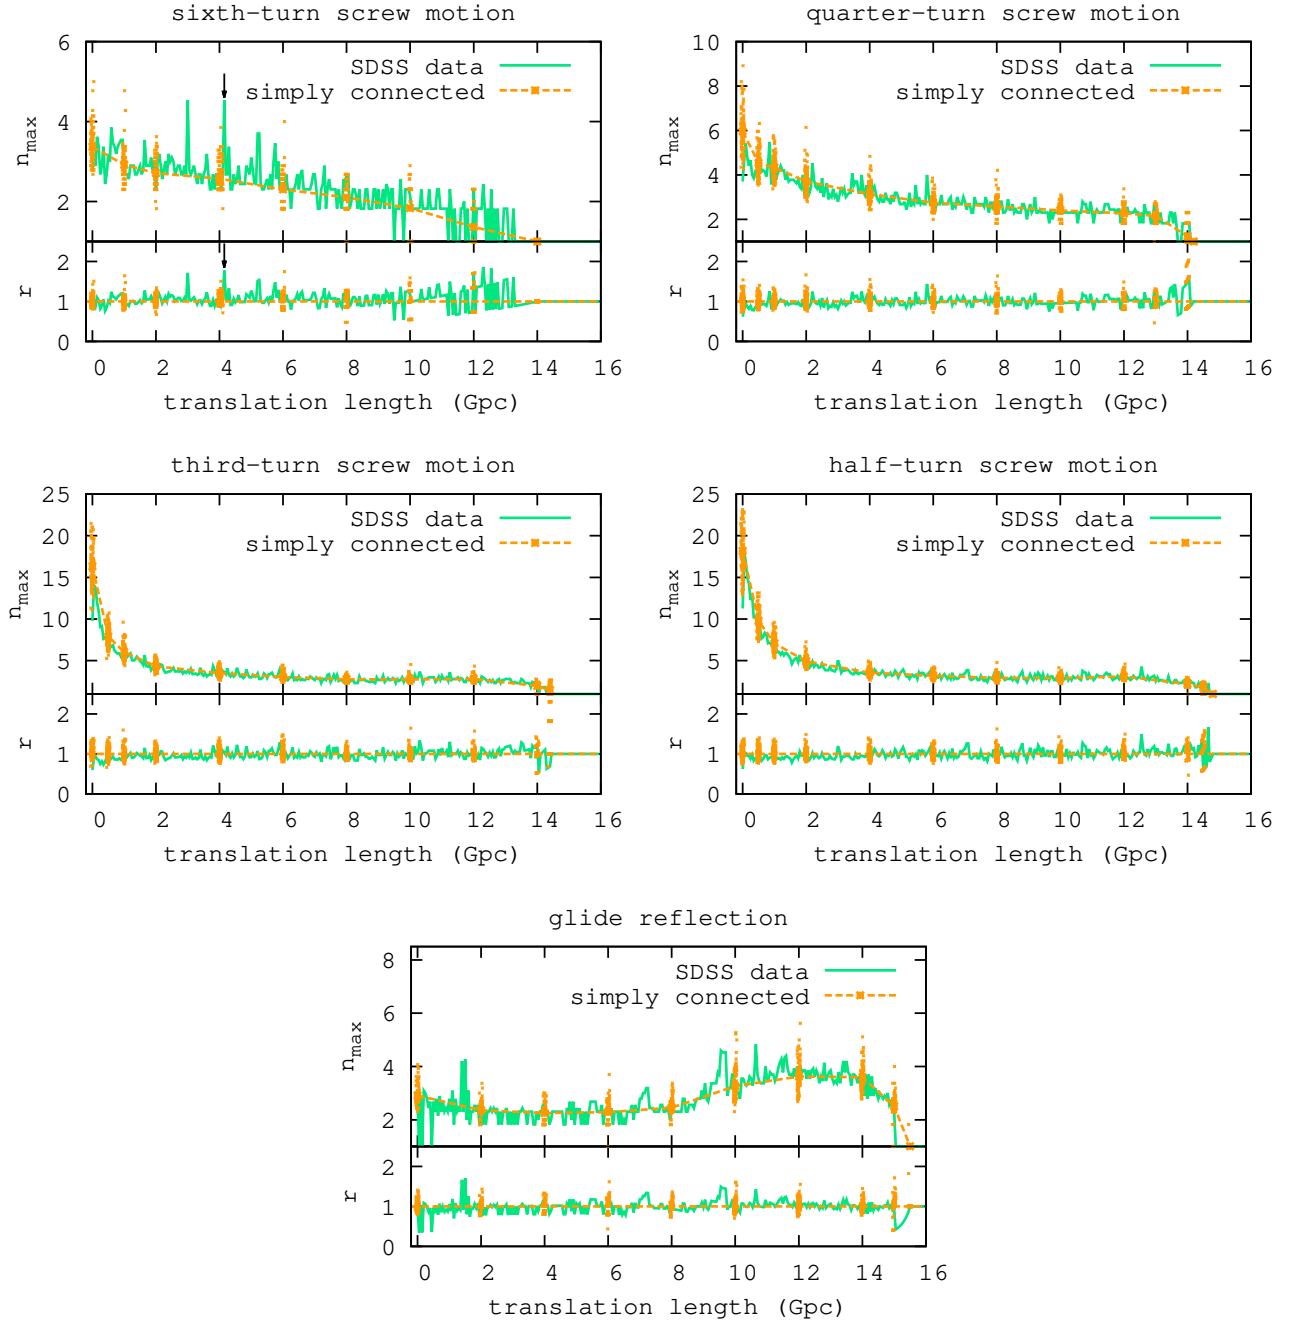 sixth-turn screw motion
6
4
2
n_max
SDSS data
simply connected
2
1
0
r
0 2 4 6 8 10 12 14 16
translation length (Gpc)
quarter-turn screw motion
10
8
6
4
2
n_max
SDSS data
simply connected
2
1
0
r
0 2 4 6 8 10 12 14 16
translation length (Gpc)
third-turn screw motion
25
20
15
10
5
n_max
SDSS data
simply connected
2
1
0
r
0 2 4 6 8 10 12 14 16
translation length (Gpc)
half-turn screw motion
25
20
15
10
5
n_max
SDSS data
simply connected
2
1
0
r
0 2 4 6 8 10 12 14 16
translation length (Gpc)
glide reflection
8
6
4
2
n_max
SDSS data
simply connected
2
1
0
r
0 2 4 6 8 10 12 14 16
translation length (Gpc)